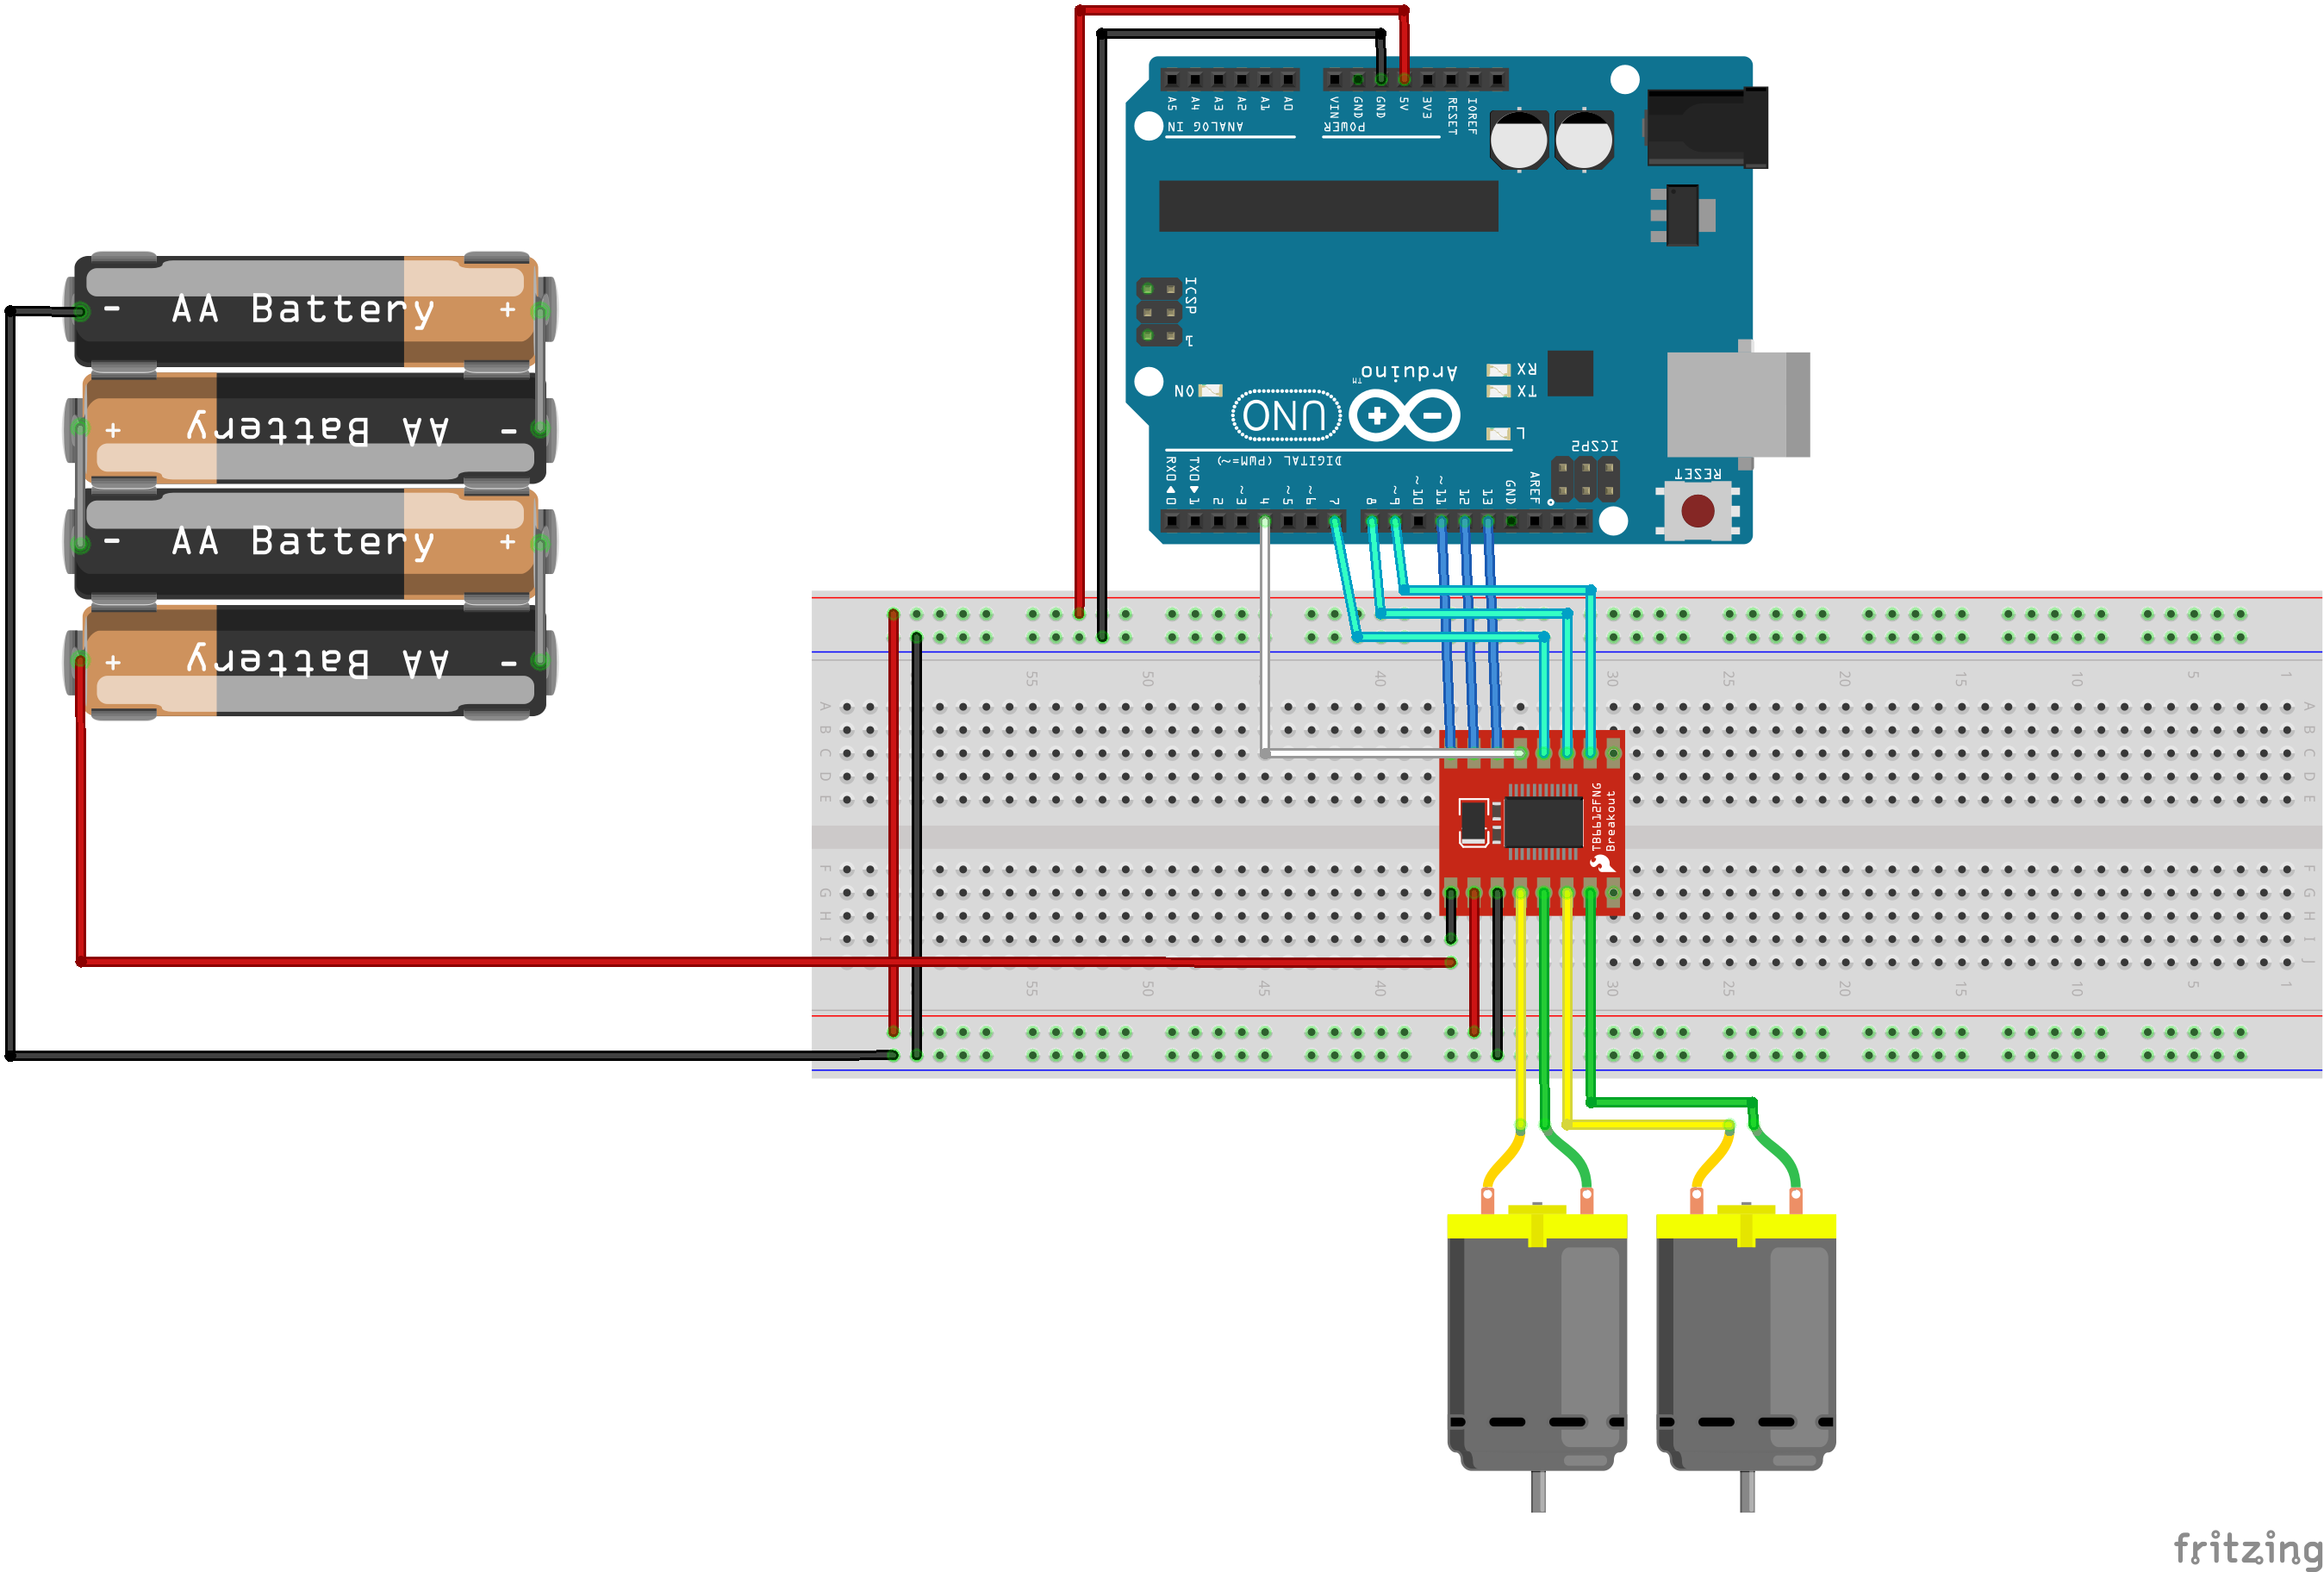 A5 A4 A3 A2 A1 A0
ANALOG IN
VIN GND GND 5V 3V3 RESET IOREF
POWER
ICSP
1
- AA Battery +
+ AA Battery -
- AA Battery +
+ AA Battery -
Arduino
TM
UNO
ON
RX
TX
L
ICSP2
RESET
DIGITAL (PWM=~)
RX0 ◀ 0
TX0 ▶ 1
2
~3
4
~5
~6
7
8
~9
~10
~11
12
13
GND
AREF
55 50 40 30 25 20 15 10 5 1
A A
B B
C C
D D
E E
TB6612FNG
Breakout
F F
G G
H H
I I
J
55 50 45 40 30 25 20 15 10 5 1
fritzing